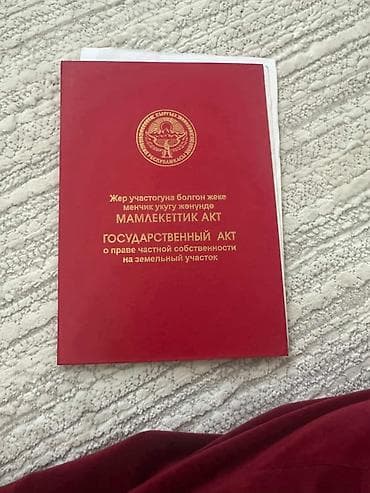 Жер участогуна болгон жеке
менчик укугу жөнүндө
МАМЛЕКЕТТИК АКТ
ГОСУДАРСТВЕННЫЙ АКТ
о праве частной собственности
на земельный участок